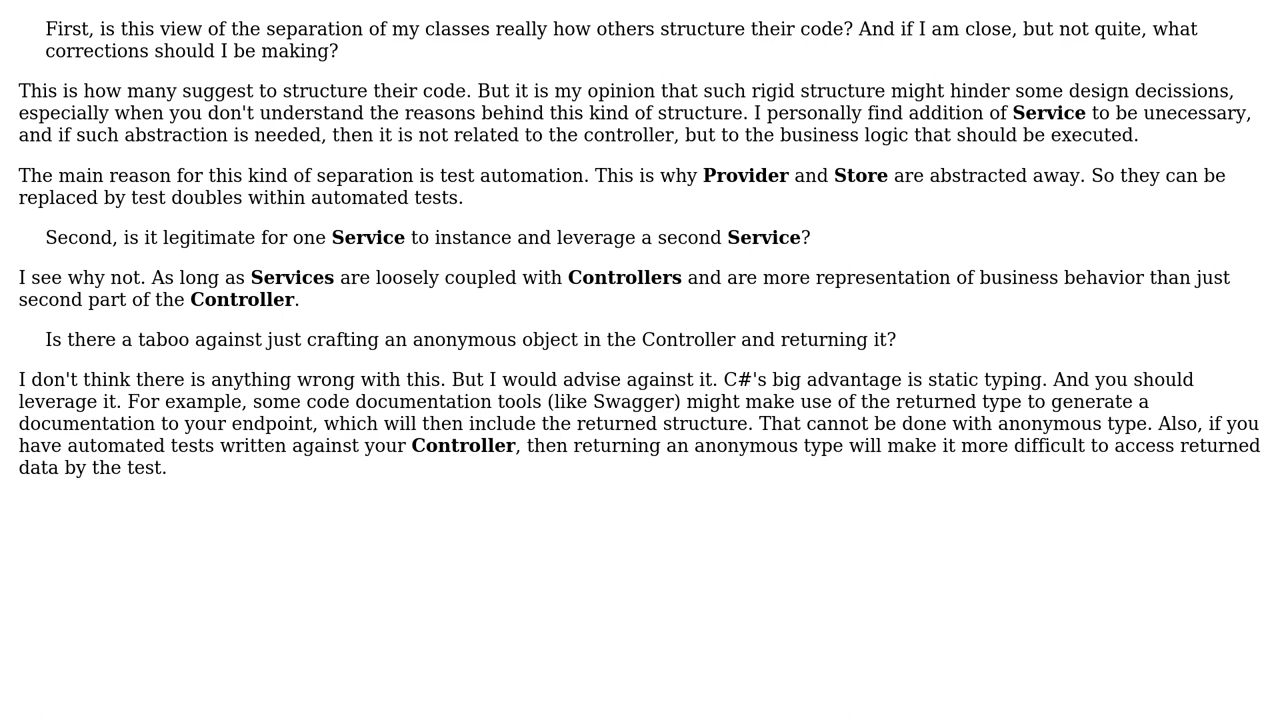 First, is this view of the separation of my classes really how others structure their code? And if I am close, but not quite, what
corrections should I be making?
This is how many suggest to structure their code. But it is my opinion that such rigid structure might hinder some design decissions,
especially when you don't understand the reasons behind this kind of structure. I personally find addition of Service to be unecessary,
and if such abstraction is needed, then it is not related to the controller, but to the business logic that should be executed.
The main reason for this kind of separation is test automation. This is why Provider and Store are abstracted away. So they can be
replaced by test doubles within automated tests.
Second, is it legitimate for one Service to instance and leverage a second Service?
I see why not. As long as Services are loosely coupled with Controllers and are more representation of business behavior than just
second part of the Controller.
Is there a taboo against just crafting an anonymous object in the Controller and returning it?
I don't think there is anything wrong with this. But I would advise against it. C#'s big advantage is static typing. And you should
leverage it. For example, some code documentation tools (like Swagger) might make use of the returned type to generate a
documentation to your endpoint, which will then include the returned structure. That cannot be done with anonymous type. Also, if you
have automated tests written against your Controller, then returning an anonymous type will make it more difficult to access returned
data by the test.